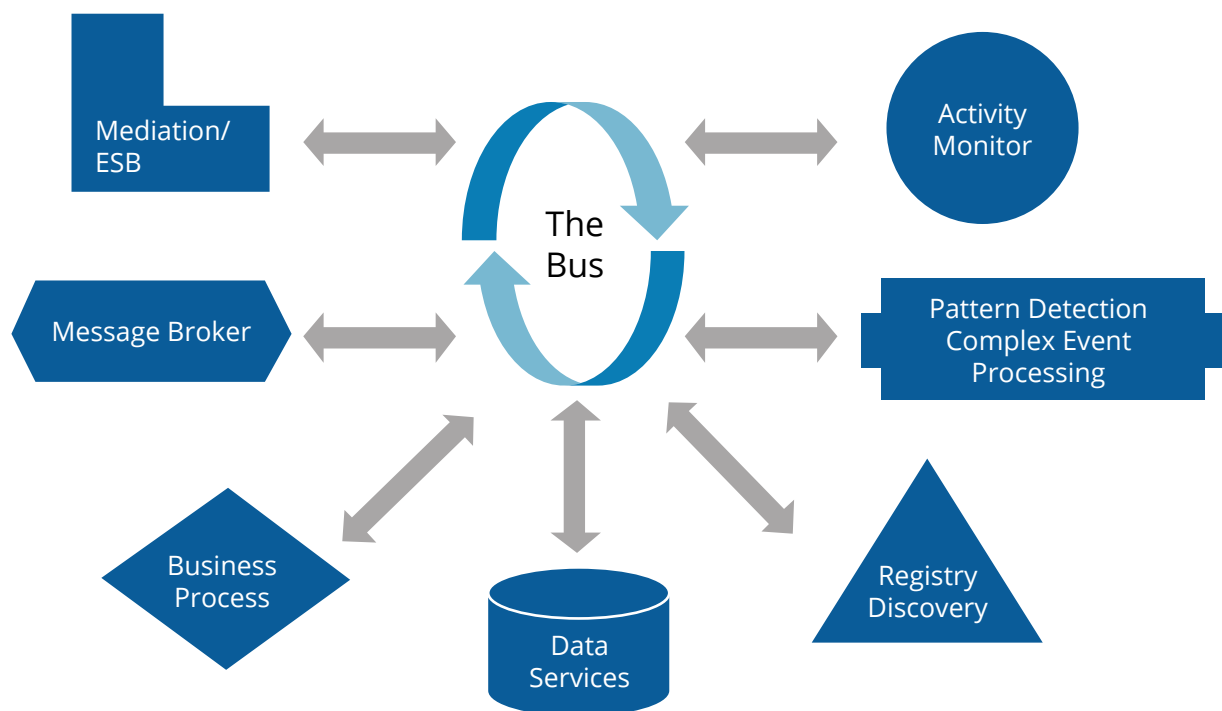 Mediation/
ESB
Activity
Monitor
The
Bus
Message Broker
Pattern Detection
Complex Event
Processing
Business
Process
Data
Services
Registry
Discovery